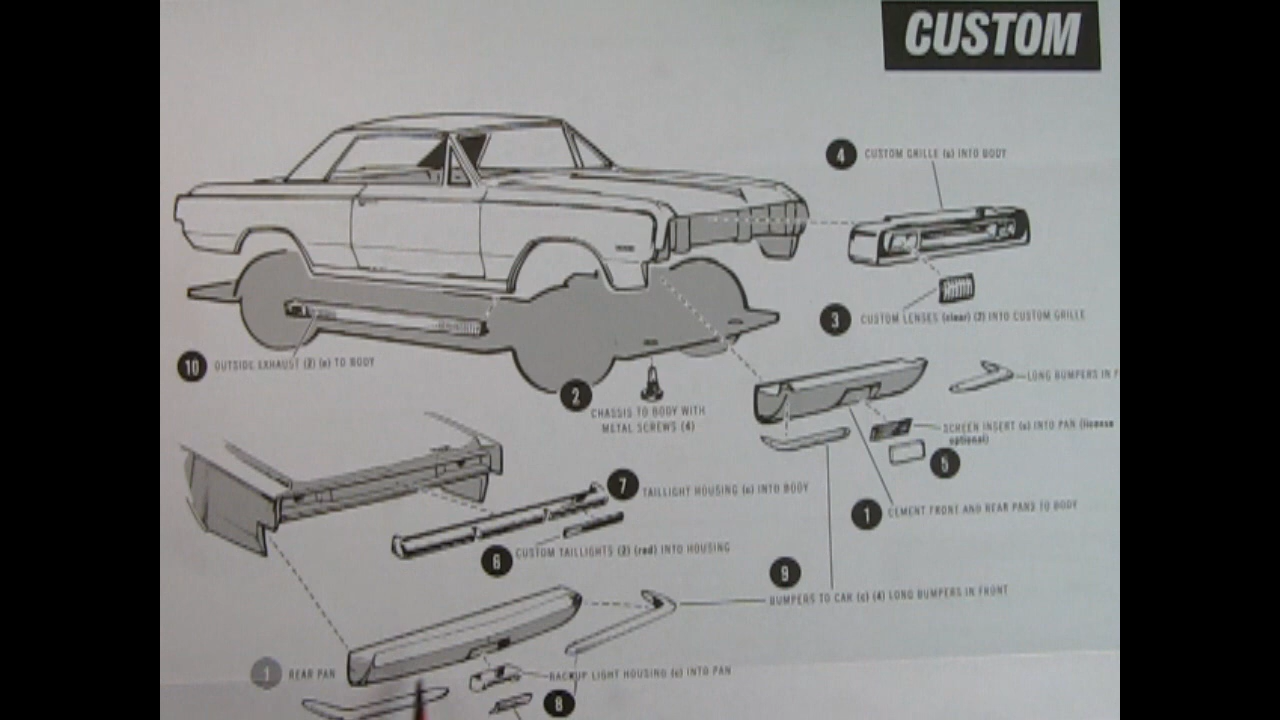 CUSTOM
4 CUSTOM GRILLE (c) INTO BODY
3 CUSTOM LENSES (clear) (2) INTO CUSTOM GRILLE
10 OUTSIDE EXHAUST (2) (c) TO BODY
2 CHASSIS TO BODY WITH
METAL SCREWS (4)
LONG BUMPERS IN F
SCREEN INSERT (c) INTO PAN (license
optional)
5
7 TAILLIGHT HOUSING (c) INTO BODY
1 CEMENT FRONT AND REAR PANS TO BODY
6 CUSTOM TAILLIGHTS (2) (red) INTO HOUSING
9 BUMPERS TO CAR (c) (4) LONG BUMPERS IN FRONT
1 REAR PAN
BACKUP LIGHT HOUSING (c) INTO PAN
8